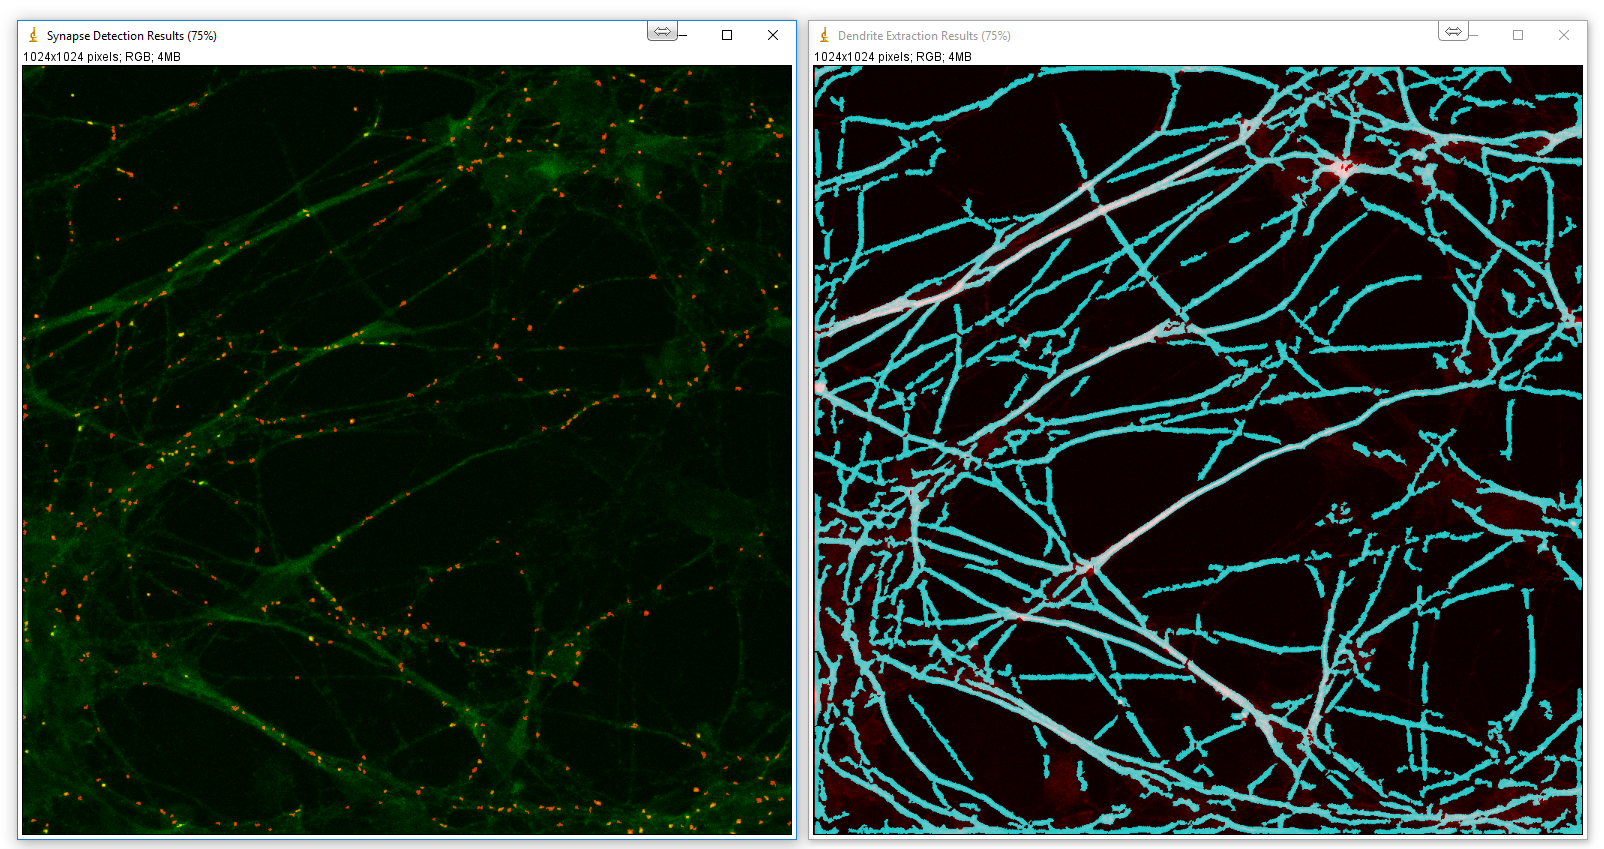 Synapse Detection Results (75%)
1024x1024 pixels; RGB; 4MB
Dendrite Extraction Results (75%)
1024x1024 pixels; RGB; 4MB